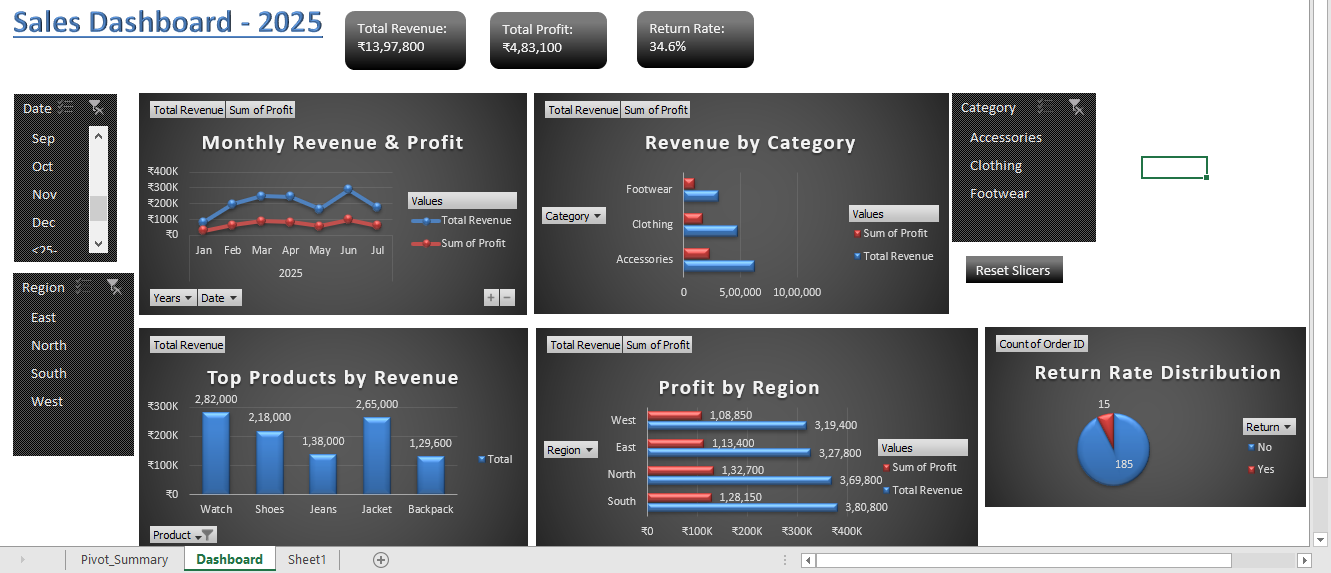 Sales Dashboard - 2025
Total Revenue:
₹13,97,800
Total Profit:
₹4,83,100
Return Rate:
34.6%
Date
Sep
Oct
Nov
Dec
Region
East
North
South
West
Total Revenue Sum of Profit
Monthly Revenue & Profit
₹400K
₹300K
₹200K
₹100K
₹0
Jan Feb Mar Apr May Jun Jul
2025
Values
Total Revenue
Sum of Profit
Years Date
+ −
Total Revenue Sum of Profit
Revenue by Category
Category
Footwear
Clothing
Accessories
0 5,00,000 10,00,000
Values
Sum of Profit
Total Revenue
Category
Accessories
Clothing
Footwear
Reset Slicers
Total Revenue
Top Products by Revenue
₹300K
₹200K
₹100K
₹0
2,82,000
2,18,000
1,38,000
2,65,000
1,29,600
Watch Shoes Jeans Jacket Backpack
Total
Product
Total Revenue Sum of Profit
Profit by Region
Region
West 1,08,850
3,19,400
East 1,13,400
3,27,800
North 1,32,700
3,69,800
South 1,28,150
3,80,800
₹0 ₹100K ₹200K ₹300K ₹400K
Values
Sum of Profit
Total Revenue
Count of Order ID
Return Rate Distribution
15
185
Return
No
Yes
Pivot_Summary Dashboard Sheet1